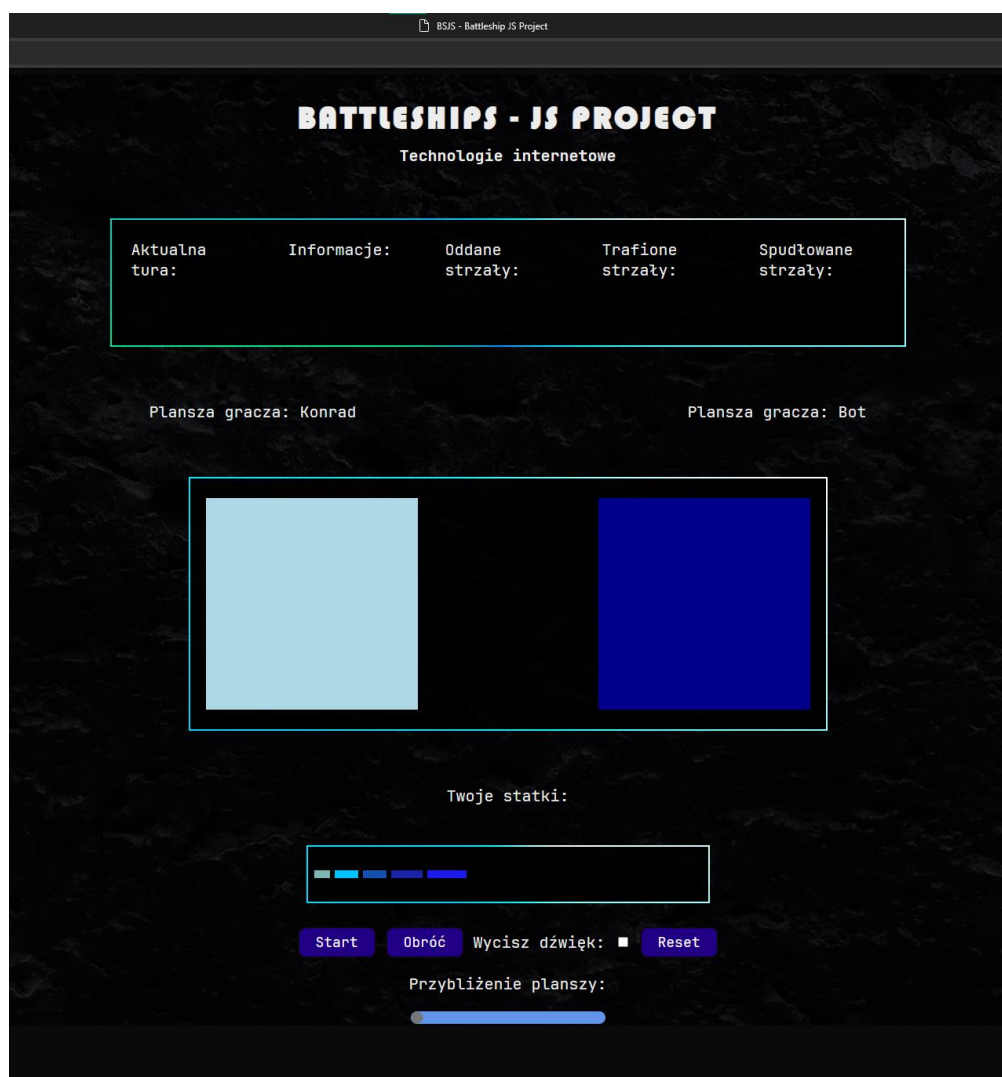 BSJS - Battleship JS Project
BATTLESHIPS - JS PROJECT
Technologie internetowe
Aktualna tura:
Informacje:
Oddane strzały:
Trafione strzały:
Spudłowane strzały:
Plansza gracza: Konrad
Plansza gracza: Bot
Twoje statki:
Start
Obróć
Wycisz dźwięk:
Reset
Przybliżenie planszy: